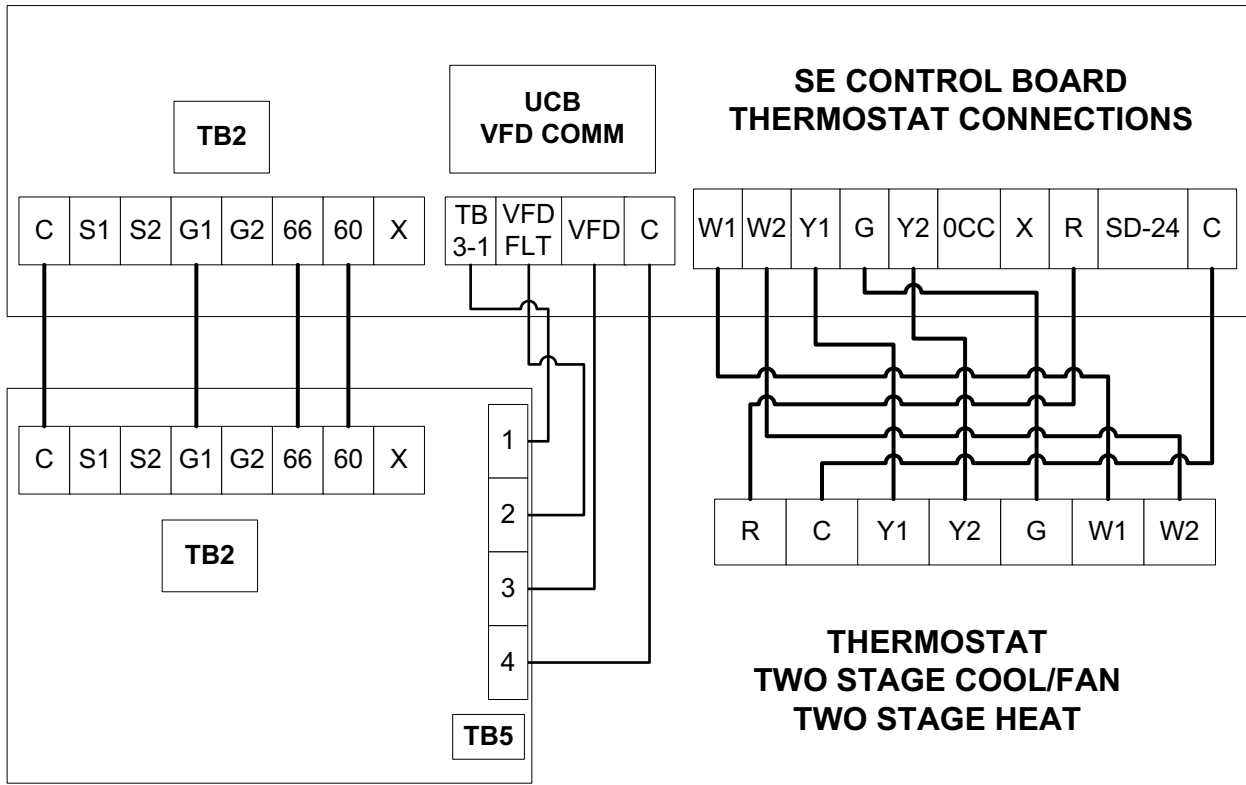 SE CONTROL BOARD
THERMOSTAT CONNECTIONS
UCB
VFD COMM
TB2
C S1 S2 G1 G2 66 60 X
TB
3-1
VFD
FLT
VFD
C
W1 W2 Y1 G Y2 0CC X R SD-24 C
C S1 S2 G1 G2 66 60 X
TB2
1
2
3
4
TB5
R C Y1 Y2 G W1 W2
THERMOSTAT
TWO STAGE COOL/FAN
TWO STAGE HEAT